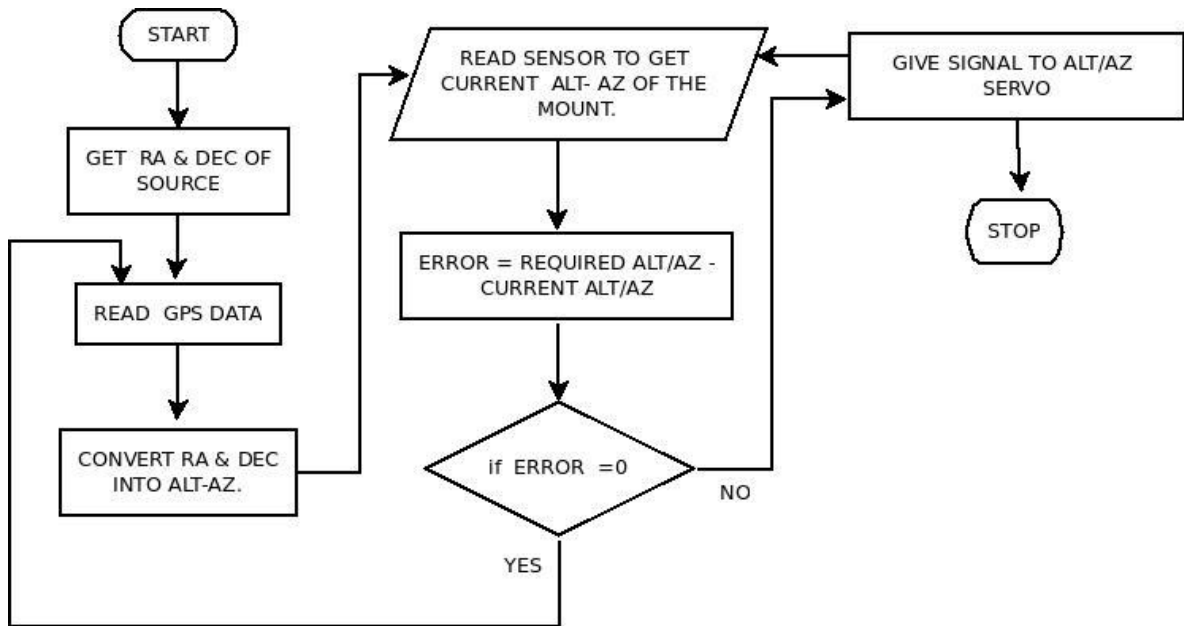 START
GET RA & DEC OF
SOURCE
READ GPS DATA
CONVERT RA & DEC
INTO ALT-AZ.
READ SENSOR TO GET
CURRENT ALT- AZ OF THE
MOUNT.
ERROR = REQUIRED ALT/AZ -
CURRENT ALT/AZ
if ERROR =0
YES
NO
GIVE SIGNAL TO ALT/AZ
SERVO
STOP